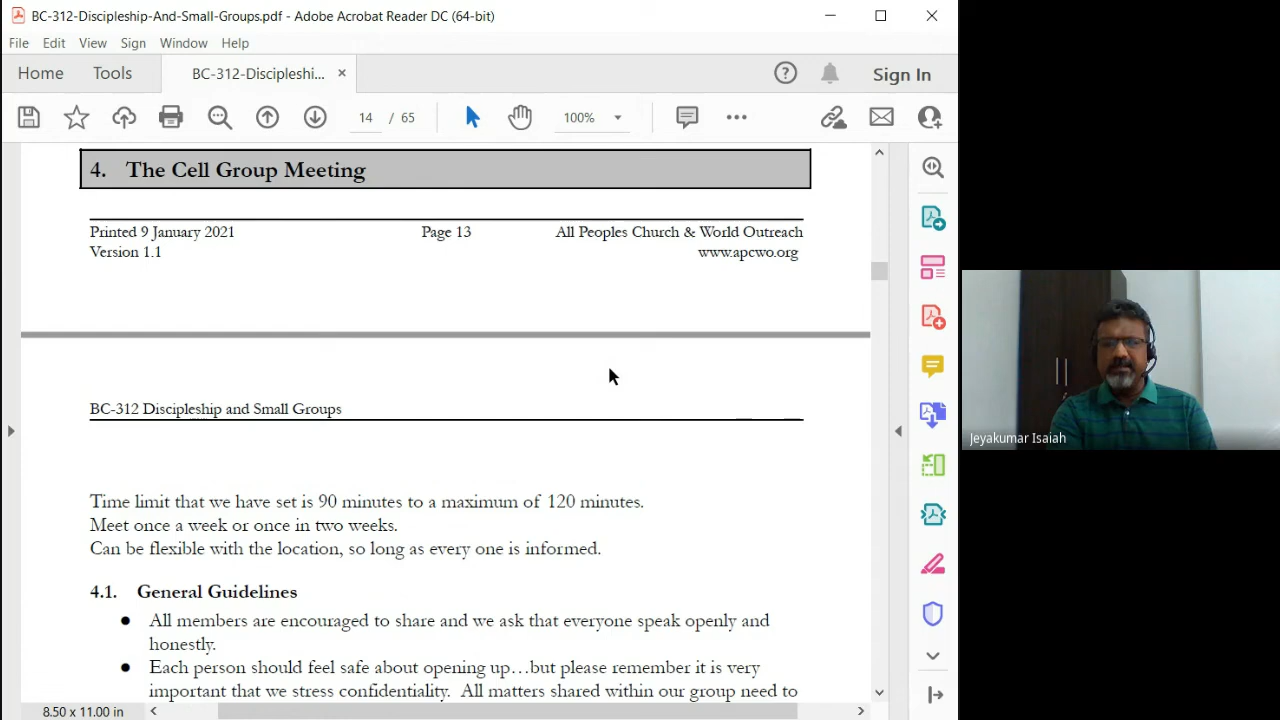 BC-312-Discipleship-And-Small-Groups.pdf - Adobe Acrobat Reader DC (64-bit)
File Edit View Sign Window Help
Home Tools BC-312-Discipleshi... Sign In
14 / 65 100%
4. The Cell Group Meeting
Printed 9 January 2021 Page 13 All Peoples Church & World Outreach
Version 1.1 www.apcwo.org
BC-312 Discipleship and Small Groups
Time limit that we have set is 90 minutes to a maximum of 120 minutes.
Meet once a week or once in two weeks.
Can be flexible with the location, so long as every one is informed.
4.1. General Guidelines
● All members are encouraged to share and we ask that everyone speak openly and
honestly.
● Each person should feel safe about opening up…but please remember it is very
important that we stress confidentiality. All matters shared within our group need to
8.50 x 11.00 in
Jeyakumar Isaiah